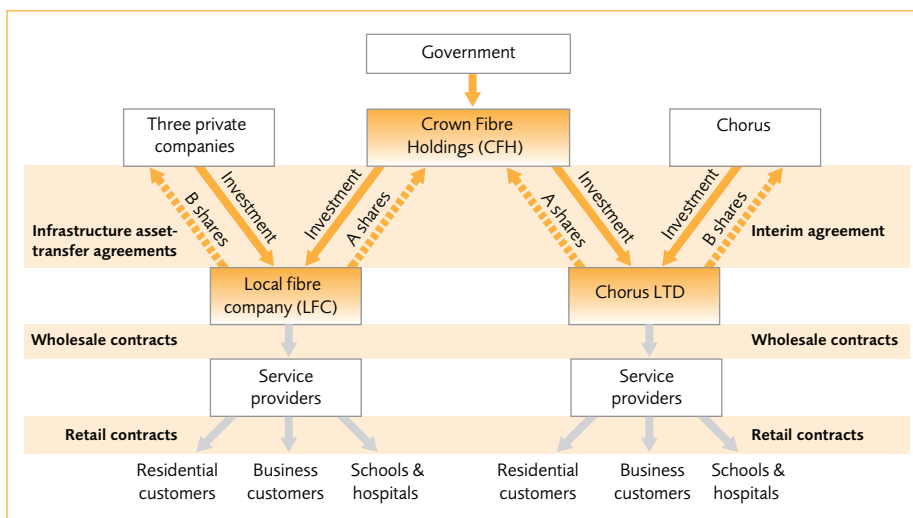 Government
Three private
companies
Crown Fibre
Holdings (CFH)
Chorus
B shares
Investment
Investment
A shares
A shares
Investment
Investment
B shares
Infrastructure asset-
transfer agreements
Interim agreement
Local fibre
company (LFC)
Chorus LTD
Wholesale contracts
Wholesale contracts
Service
providers
Service
providers
Retail contracts
Retail contracts
Residential
customers
Business
customers
Schools &
hospitals
Residential
customers
Business
customers
Schools &
hospitals